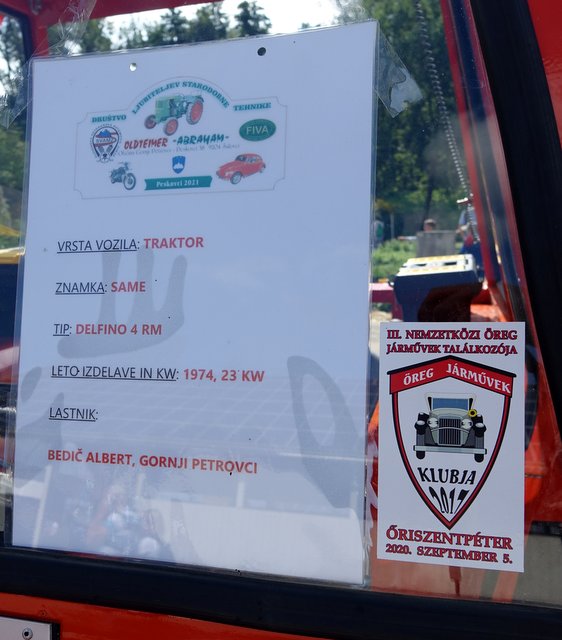 LJUBITELJEV STARODOBNE
DRUŠTVO TEHNIKE
OLDTEIMER -ABRAHAM-
FIVA
Peskovci 2021
VRSTA VOZILA: TRAKTOR
ZNAMKA: SAME
TIP: DELFINO 4 RM
LETO IZDELAVE IN KW: 1974, 23 KW
LASTNIK:
BEDIČ ALBERT, GORNJI PETROVCI
III. NEMZETKÖZI ÖREG
JÁRMŰVEK TALÁLKOZÓJA
ÖREG JÁRMŰVEK
KLUBJA
2017
ŐRISZENTPÉTER
2020. SZEPTEMBER 5.